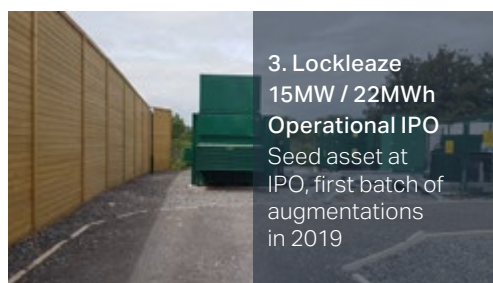 3. Lockleaze
15MW / 22MWh
Operational IPO
Seed asset at
IPO, first batch of
augmentations
in 2019